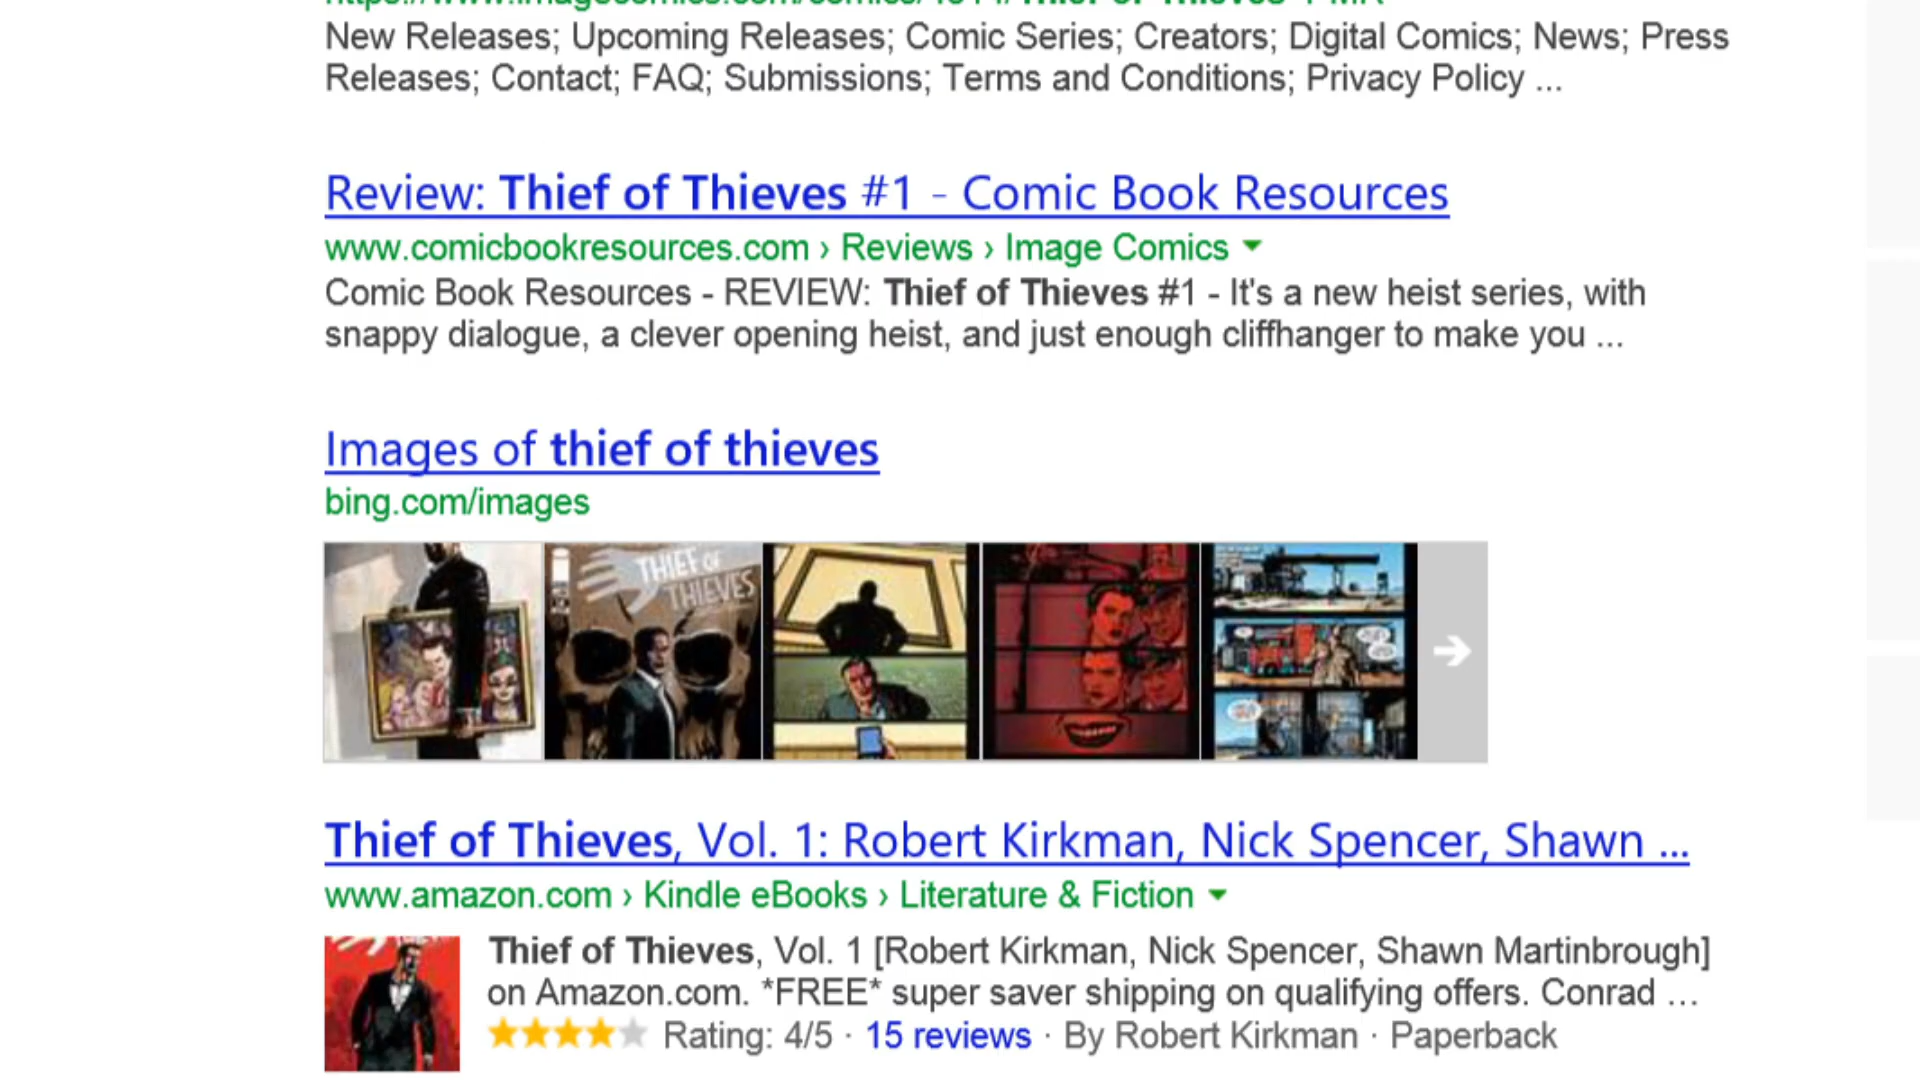 New Releases; Upcoming Releases; Comic Series; Creators; Digital Comics; News; Press
Releases; Contact; FAQ; Submissions; Terms and Conditions; Privacy Policy ...
Review: Thief of Thieves #1 - Comic Book Resources
www.comicbookresources.com › Reviews › Image Comics
Comic Book Resources - REVIEW: Thief of Thieves #1 - It's a new heist series, with
snappy dialogue, a clever opening heist, and just enough cliffhanger to make you ...
Images of thief of thieves
bing.com/images
THIEF OF
THIEVES
Thief of Thieves, Vol. 1: Robert Kirkman, Nick Spencer, Shawn ...
www.amazon.com › Kindle eBooks › Literature & Fiction
Thief of Thieves, Vol. 1 [Robert Kirkman, Nick Spencer, Shawn Martinbrough]
on Amazon.com. *FREE* super saver shipping on qualifying offers. Conrad ...
Rating: 4/5 · 15 reviews · By Robert Kirkman · Paperback